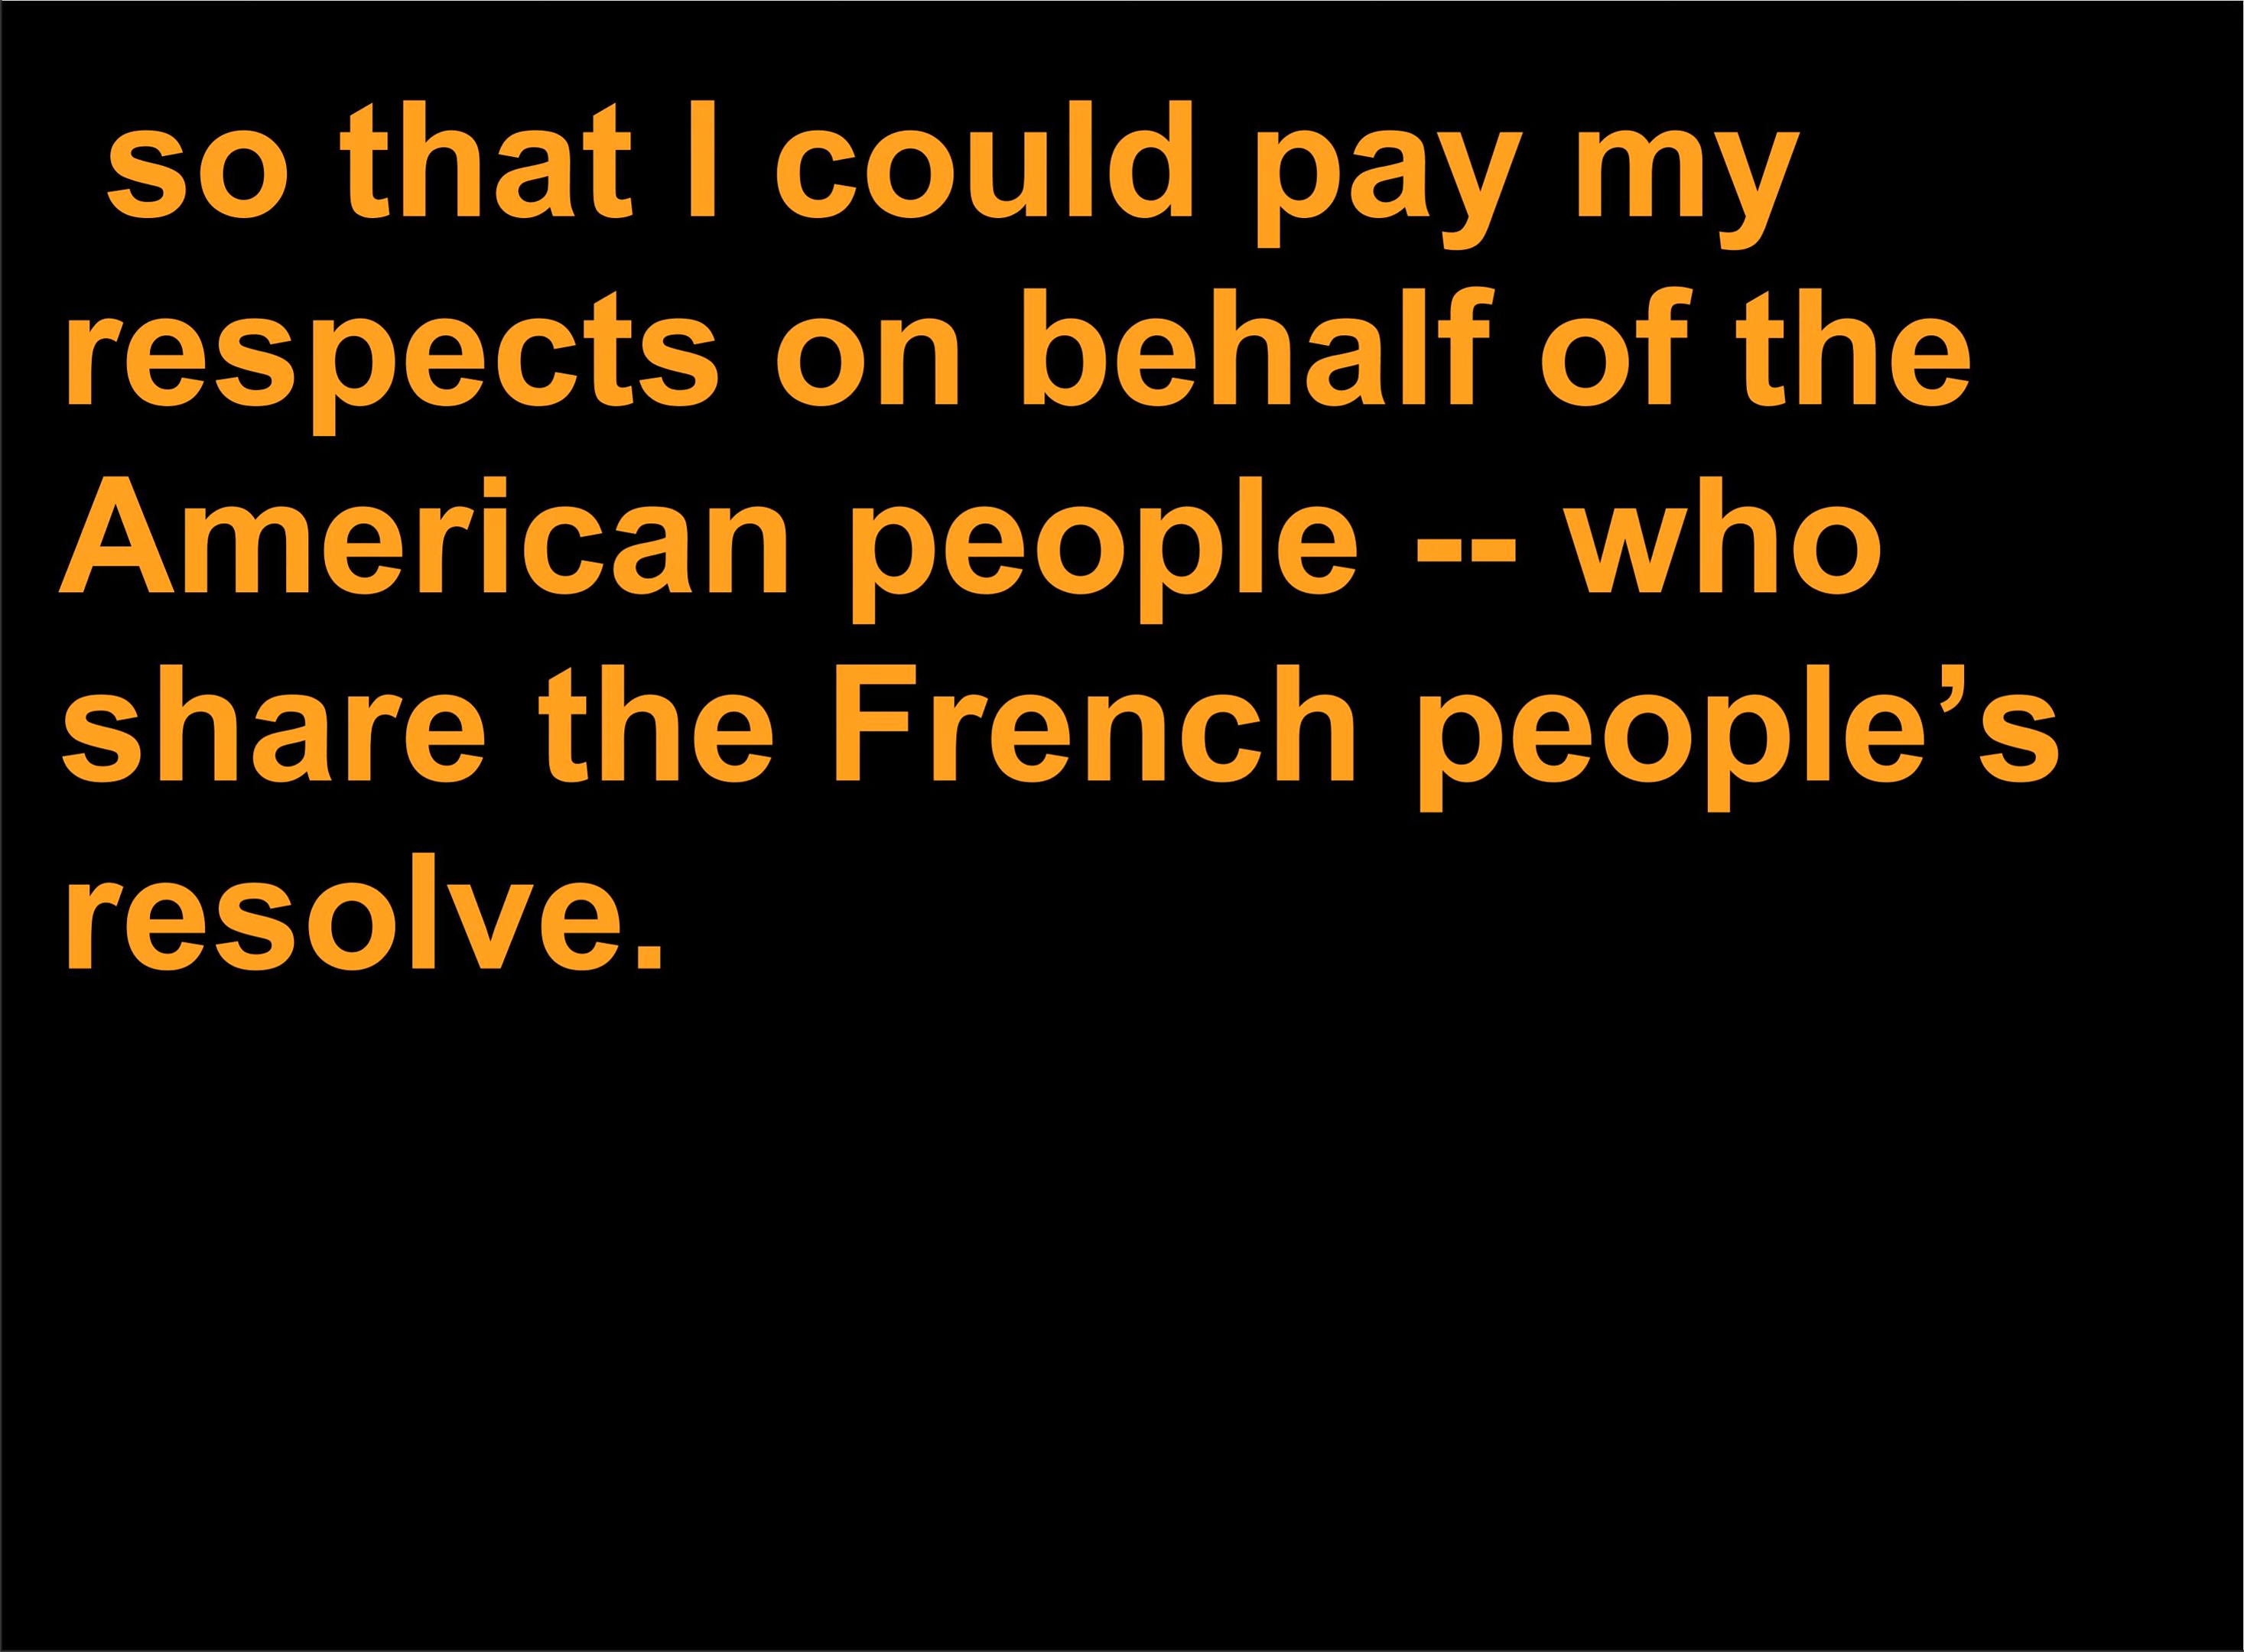 so that I could pay my
respects on behalf of the
American people -- who
share the French people’s
resolve.